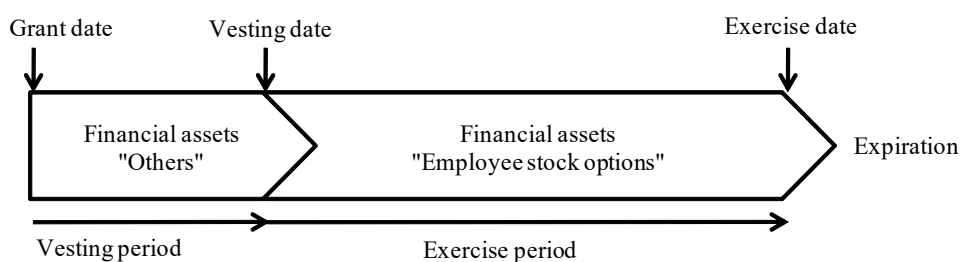 Grant date
Vesting date
Exercise date
Financial assets
"Others"
Financial assets
"Employee stock options"
Expiration
Vesting period
Exercise period